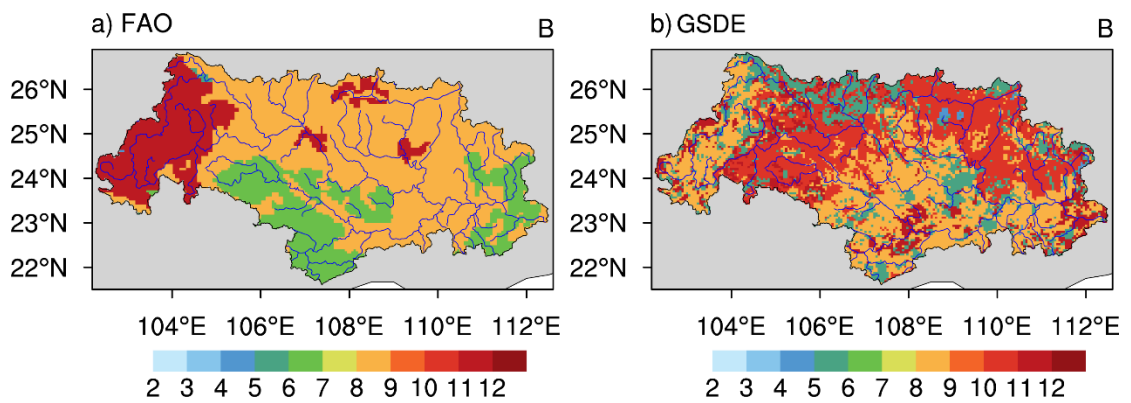 a) FAO B b) GSDE B
26°N 26°N
25°N 25°N
24°N 24°N
23°N 23°N
22°N 22°N
104°E 106°E 108°E 110°E 112°E 104°E 106°E 108°E 110°E 112°E
2 3 4 5 6 7 8 9 10 11 12 2 3 4 5 6 7 8 9 10 11 12